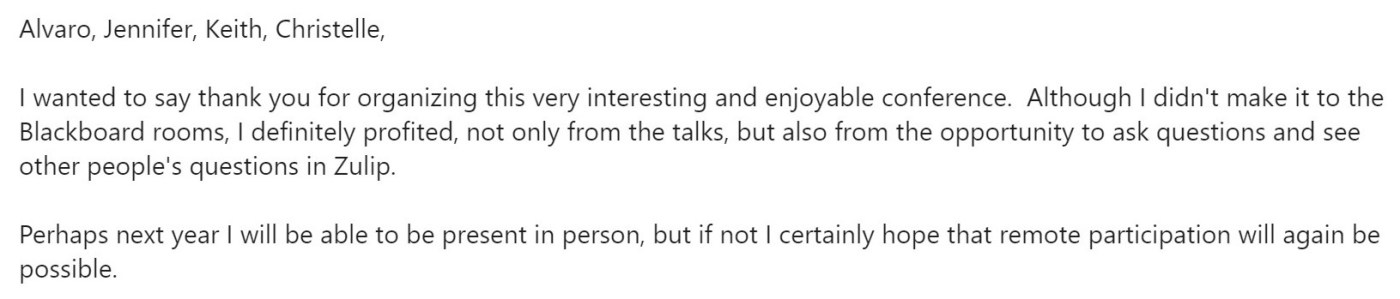 Alvaro, Jennifer, Keith, Christelle,
I wanted to say thank you for organizing this very interesting and enjoyable conference.  Although I didn't make it to the
Blackboard rooms, I definitely profited, not only from the talks, but also from the opportunity to ask questions and see
other people's questions in Zulip.
Perhaps next year I will be able to be present in person, but if not I certainly hope that remote participation will again be
possible.